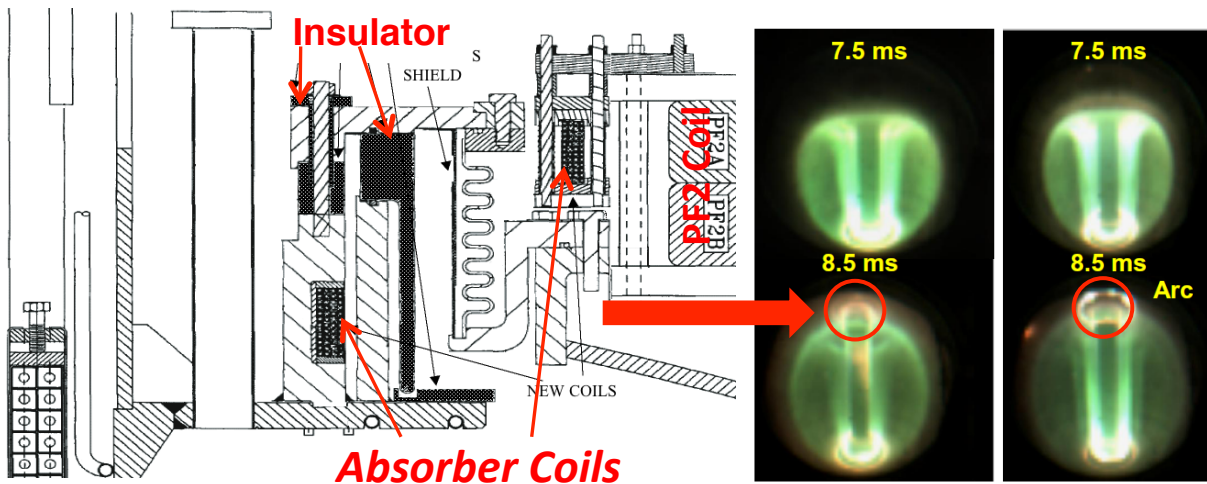 Insulator
S
SHIELD
PF2 Coil
PF2A
PF2B
NEW COILS
Absorber Coils
7.5 ms
7.5 ms
8.5 ms
8.5 ms
Arc